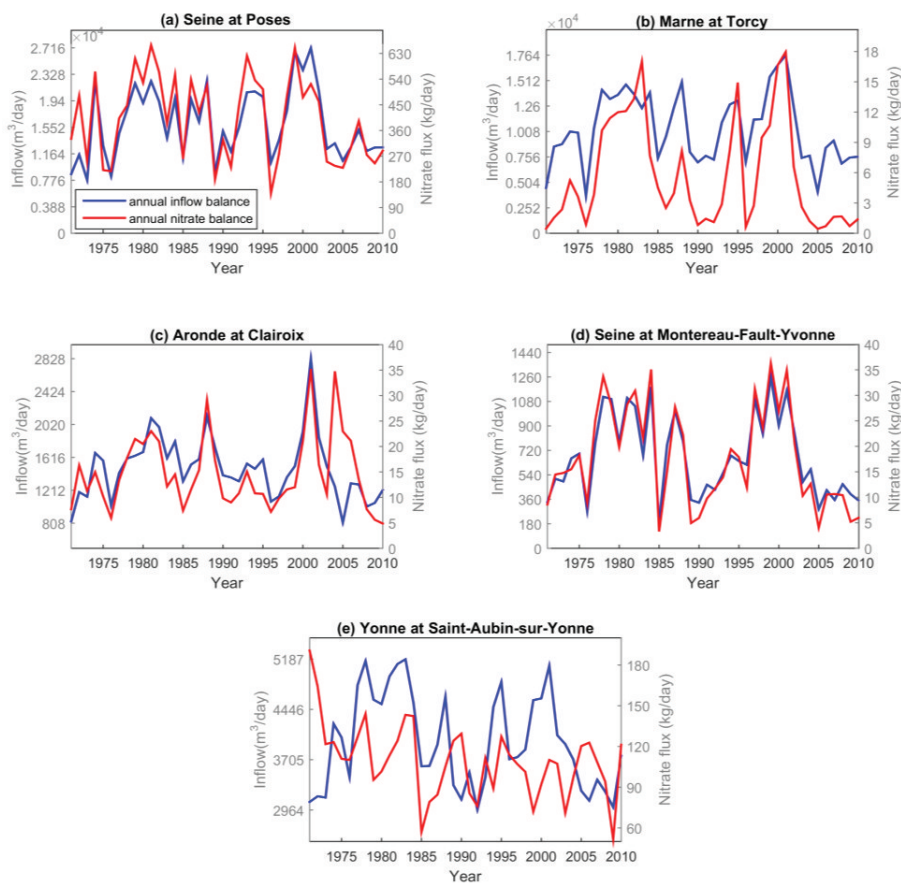 (a) Seine at Poses
×10⁴
2.716
2.328
1.94
1.552
1.164
0.776
0.388
0
Inflow(m³/day)
630
540
450
360
270
180
90
0
Nitrate flux (kg/day)
annual inflow balance
annual nitrate balance
1975 1980 1985 1990 1995 2000 2005 2010
Year
(b) Marne at Torcy
×10⁴
1.764
1.512
1.26
1.008
0.756
0.504
0.252
0
Inflow(m³/day)
18
15
12
9
6
3
0
Nitrate flux (kg/day)
1975 1980 1985 1990 1995 2000 2005 2010
Year
(c) Aronde at Clairoix
2828
2424
2020
1616
1212
808
Inflow(m³/day)
40
35
30
25
20
15
10
5
0
Nitrate flux (kg/day)
1975 1980 1985 1990 1995 2000 2005 2010
Year
(d) Seine at Montereau-Fault-Yvonne
1440
1260
1080
900
720
540
360
180
0
Inflow(m³/day)
40
35
30
25
20
15
10
5
0
Nitrate flux (kg/day)
1975 1980 1985 1990 1995 2000 2005 2010
Year
(e) Yonne at Saint-Aubin-sur-Yonne
5187
4446
3705
2964
Inflow(m³/day)
180
150
120
90
60
Nitrate flux (kg/day)
1975 1980 1985 1990 1995 2000 2005 2010
Year